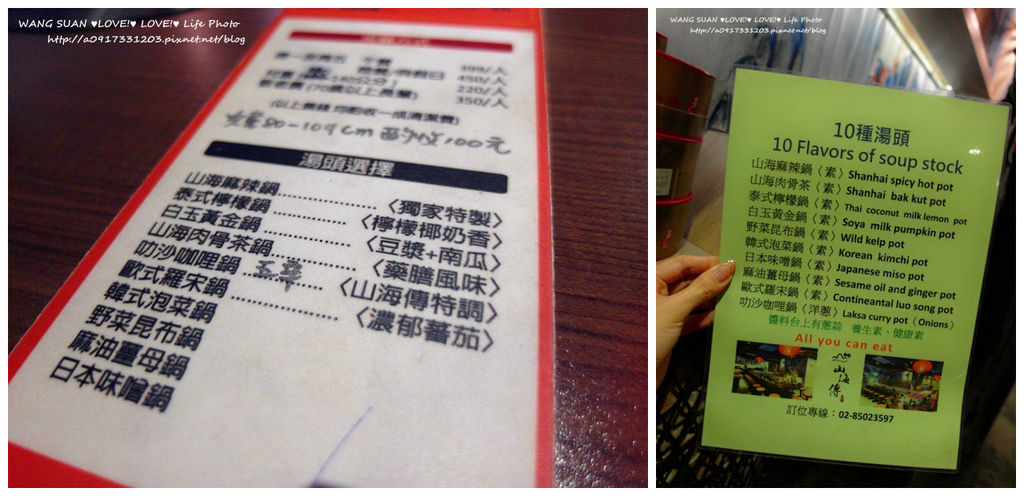 WANG SUAN ♥LOVE!♥ LOVE!♥ Life Photo
http://a0917331203.pixnet.net/blog
399/人
450/人
220/人
350/人
80-109cm 酌收100元
湯頭選擇
山海麻辣鍋..................〈獨家特製〉
泰式檸檬鍋..................〈檸檬椰奶香〉
白玉黃金鍋..................〈豆漿+南瓜〉
山海肉骨茶鍋..................〈藥膳風味〉
叻沙咖哩鍋 五辛..................〈山海傳特調〉
歐式羅宋鍋..................〈濃郁蕃茄〉
韓式泡菜鍋
野菜昆布鍋
麻油薑母鍋
日本味噌鍋
WANG SUAN ♥LOVE!♥ LOVE!♥ Life Photo
http://a0917331203.pixnet.net/blog
10種湯頭
10 Flavors of soup stock
山海麻辣鍋〈素〉Shanhai spicy hot pot
山海肉骨茶〈素〉Shanhai bak kut pot
泰式檸檬鍋〈素〉Thai coconut milk lemon pot
白玉黃金鍋〈素〉Soya milk pumpkin pot
野菜昆布鍋〈素〉Wild kelp pot
韓式泡菜鍋〈素〉Korean kimchi pot
日本味噌鍋〈素〉Japanese miso pot
麻油薑母鍋〈素〉Sesame oil and ginger pot
歐式羅宋鍋〈素〉Contineantal luo song pot
叻沙咖哩鍋〈洋蔥〉Laksa curry pot〈Onions〉
醬料台上有蔥蒜 養生素、健康素
All you can eat
山海傳
訂位專線：02-85023597